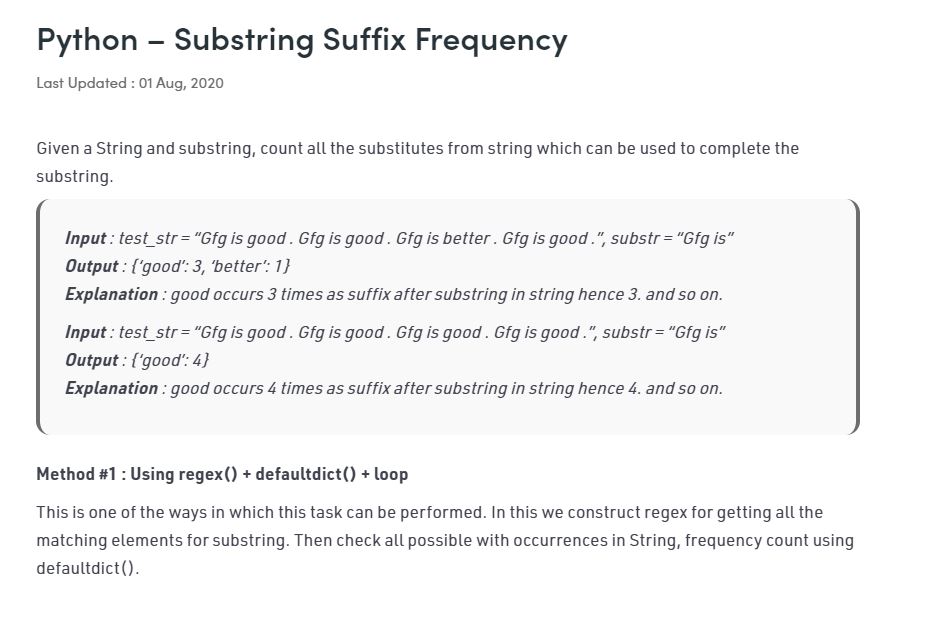 Python – Substring Suffix Frequency
Last Updated : 01 Aug, 2020
Given a String and substring, count all the substitutes from string which can be used to complete the
substring.
Input : test_str = “Gfg is good . Gfg is good . Gfg is better . Gfg is good .”, substr = “Gfg is”
Output : {‘good’: 3, ‘better’: 1}
Explanation : good occurs 3 times as suffix after substring in string hence 3. and so on.
Input : test_str = “Gfg is good . Gfg is good . Gfg is good . Gfg is good .”, substr = “Gfg is”
Output : {‘good’: 4}
Explanation : good occurs 4 times as suffix after substring in string hence 4. and so on.
Method #1 : Using regex() + defaultdict() + loop
This is one of the ways in which this task can be performed. In this we construct regex for getting all the
matching elements for substring. Then check all possible with occurrences in String, frequency count using
defaultdict().